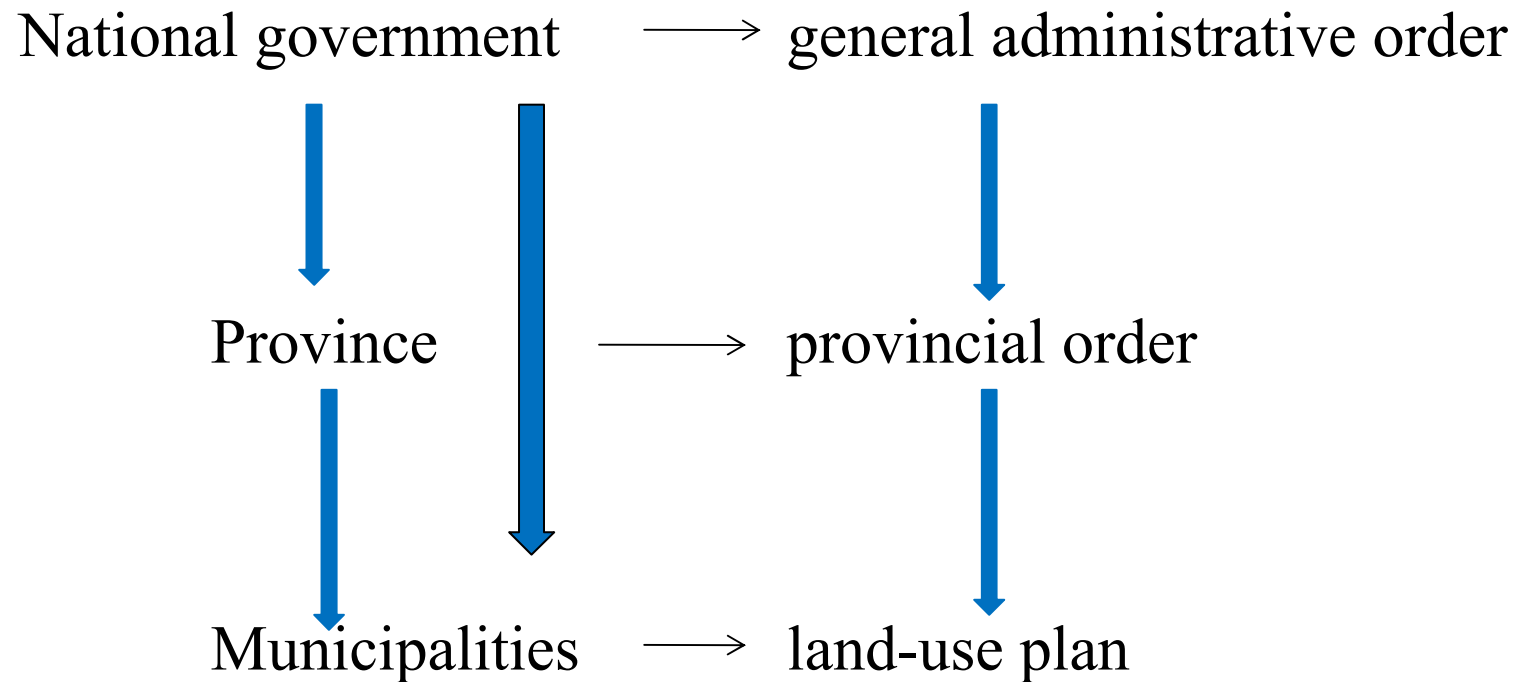 National government general administrative order
Province provincial order
Municipalities land-use plan